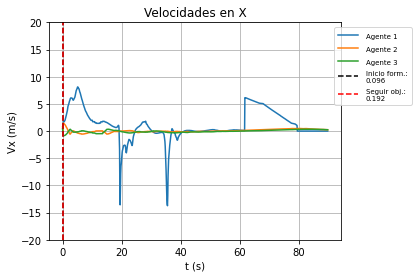 Velocidades en X
20
15
10
5
0
−5
−10
−15
−20
Vx (m/s)
0
20
40
60
80
t (s)
Agente 1
Agente 2
Agente 3
Inicio form.:
0.096
Seguir obj.:
0.192